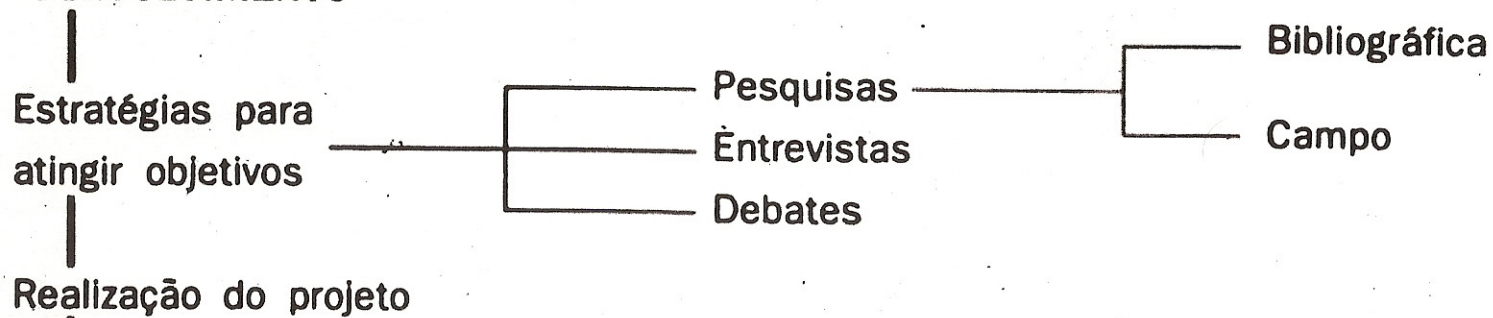 Estratégias para
atingir objetivos
Pesquisas
Entrevistas
Debates
Bibliográfica
Campo
Realização do projeto